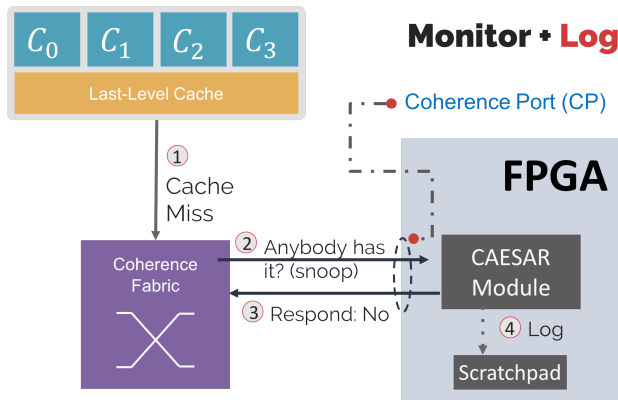 C0 C1 C2 C3
Last-Level Cache
Monitor + Log
Coherence Port (CP)
1
Cache
Miss
FPGA
Coherence
Fabric
2 Anybody has
it? (snoop)
3 Respond: No
CAESAR
Module
4 Log
Scratchpad